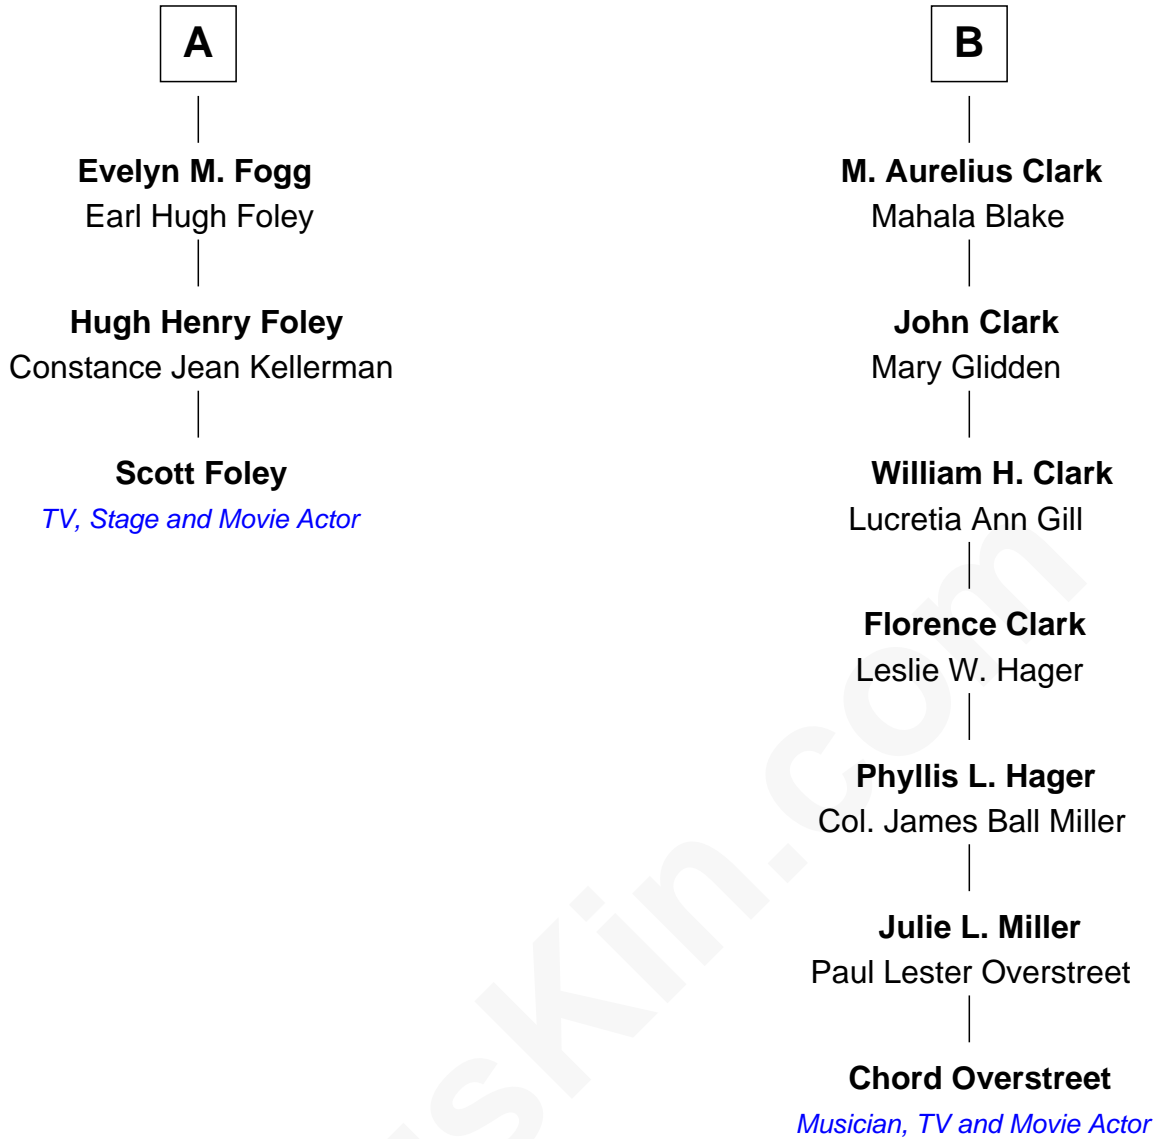 A
Evelyn M. Fogg
Earl Hugh Foley
Hugh Henry Foley
Constance Jean Kellerman
Scott Foley
TV, Stage and Movie Actor
B
M. Aurelius Clark
Mahala Blake
John Clark
Mary Glidden
William H. Clark
Lucretia Ann Gill
Florence Clark
Leslie W. Hager
Phyllis L. Hager
Col. James Ball Miller
Julie L. Miller
Paul Lester Overstreet
Chord Overstreet
Musician, TV and Movie Actor
sKin.com